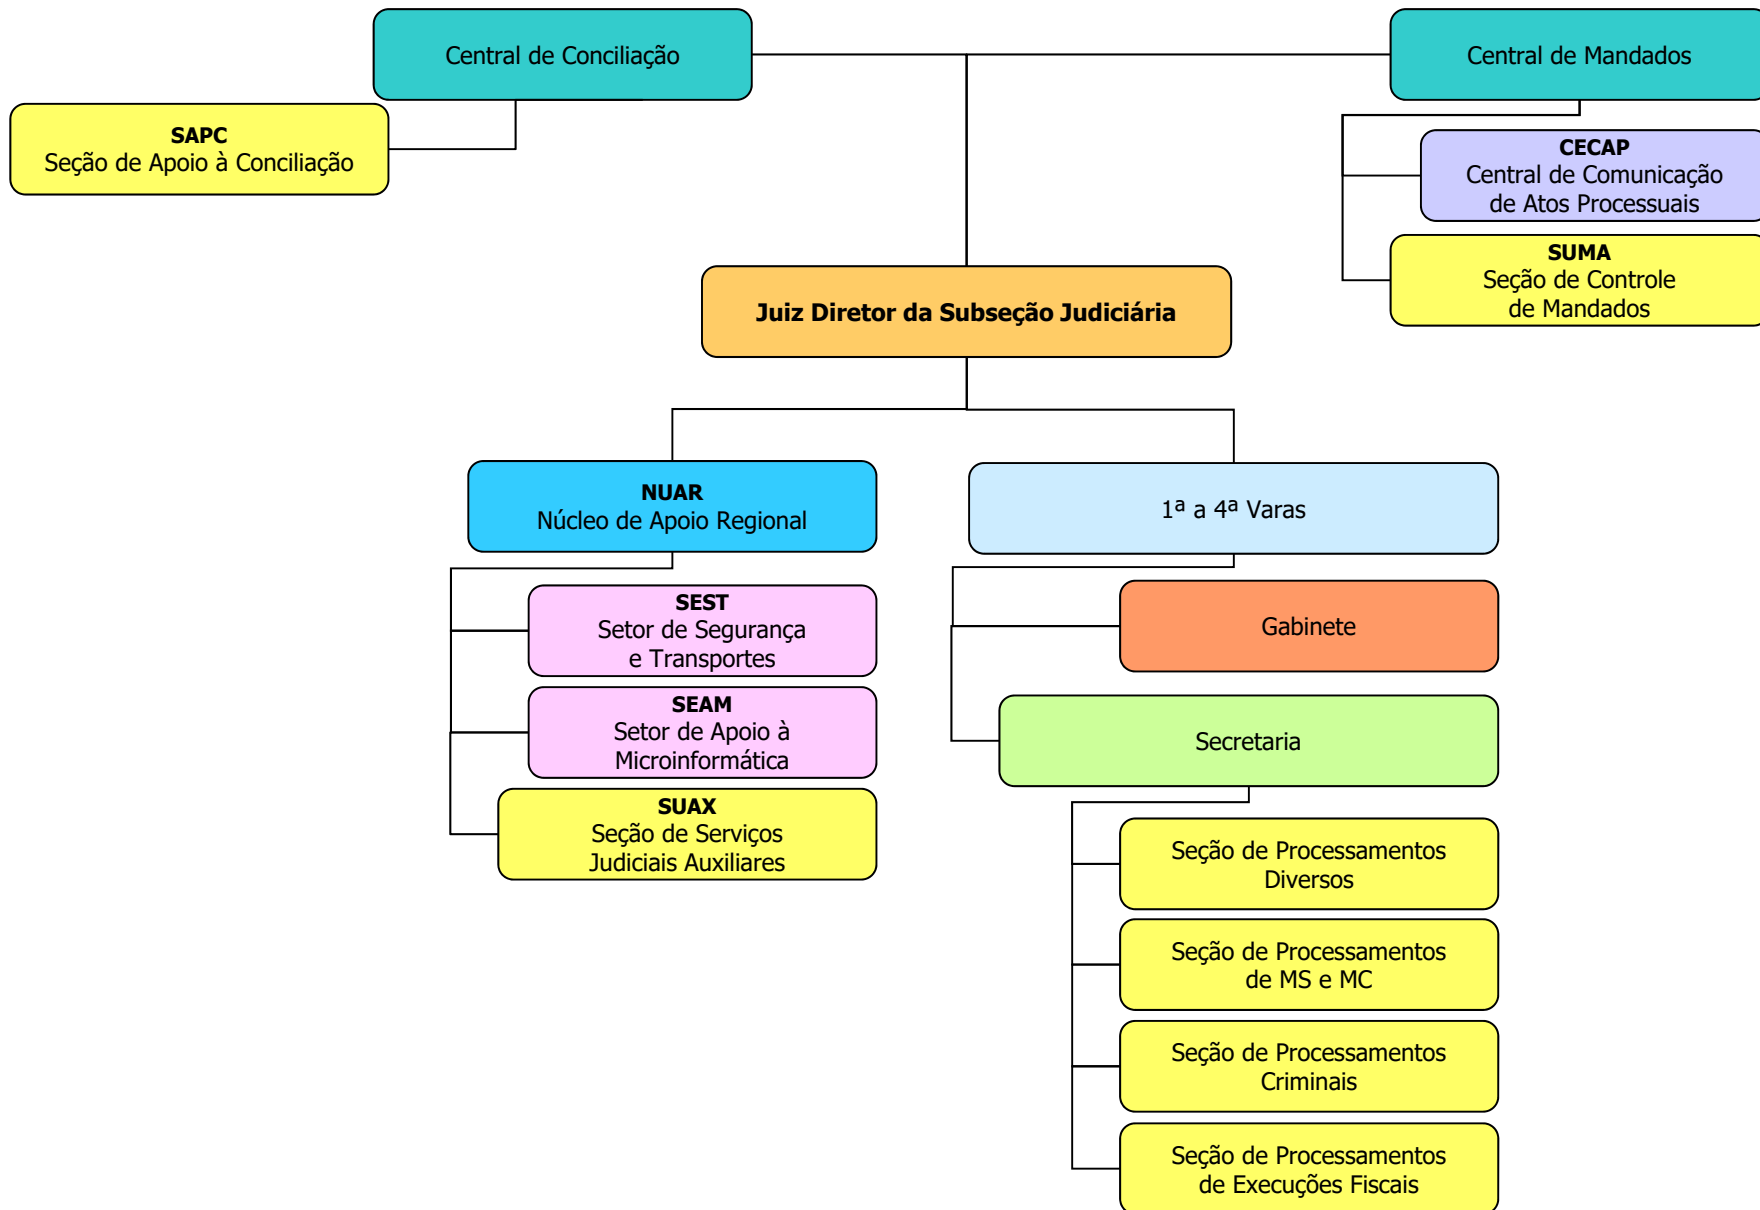 Central de Conciliação
Central de Mandados
SAPC
Seção de Apoio à Conciliação
CECAP
Central de Comunicação
de Atos Processuais
SUMA
Seção de Controle
de Mandados
Juiz Diretor da Subseção Judiciária
NUAR
Núcleo de Apoio Regional
1ª a 4ª Varas
SEST
Setor de Segurança
e Transportes
SEAM
Setor de Apoio à
Microinformática
SUAX
Seção de Serviços
Judiciais Auxiliares
Gabinete
Secretaria
Seção de Processamentos
Diversos
Seção de Processamentos
de MS e MC
Seção de Processamentos
Criminais
Seção de Processamentos
de Execuções Fiscais